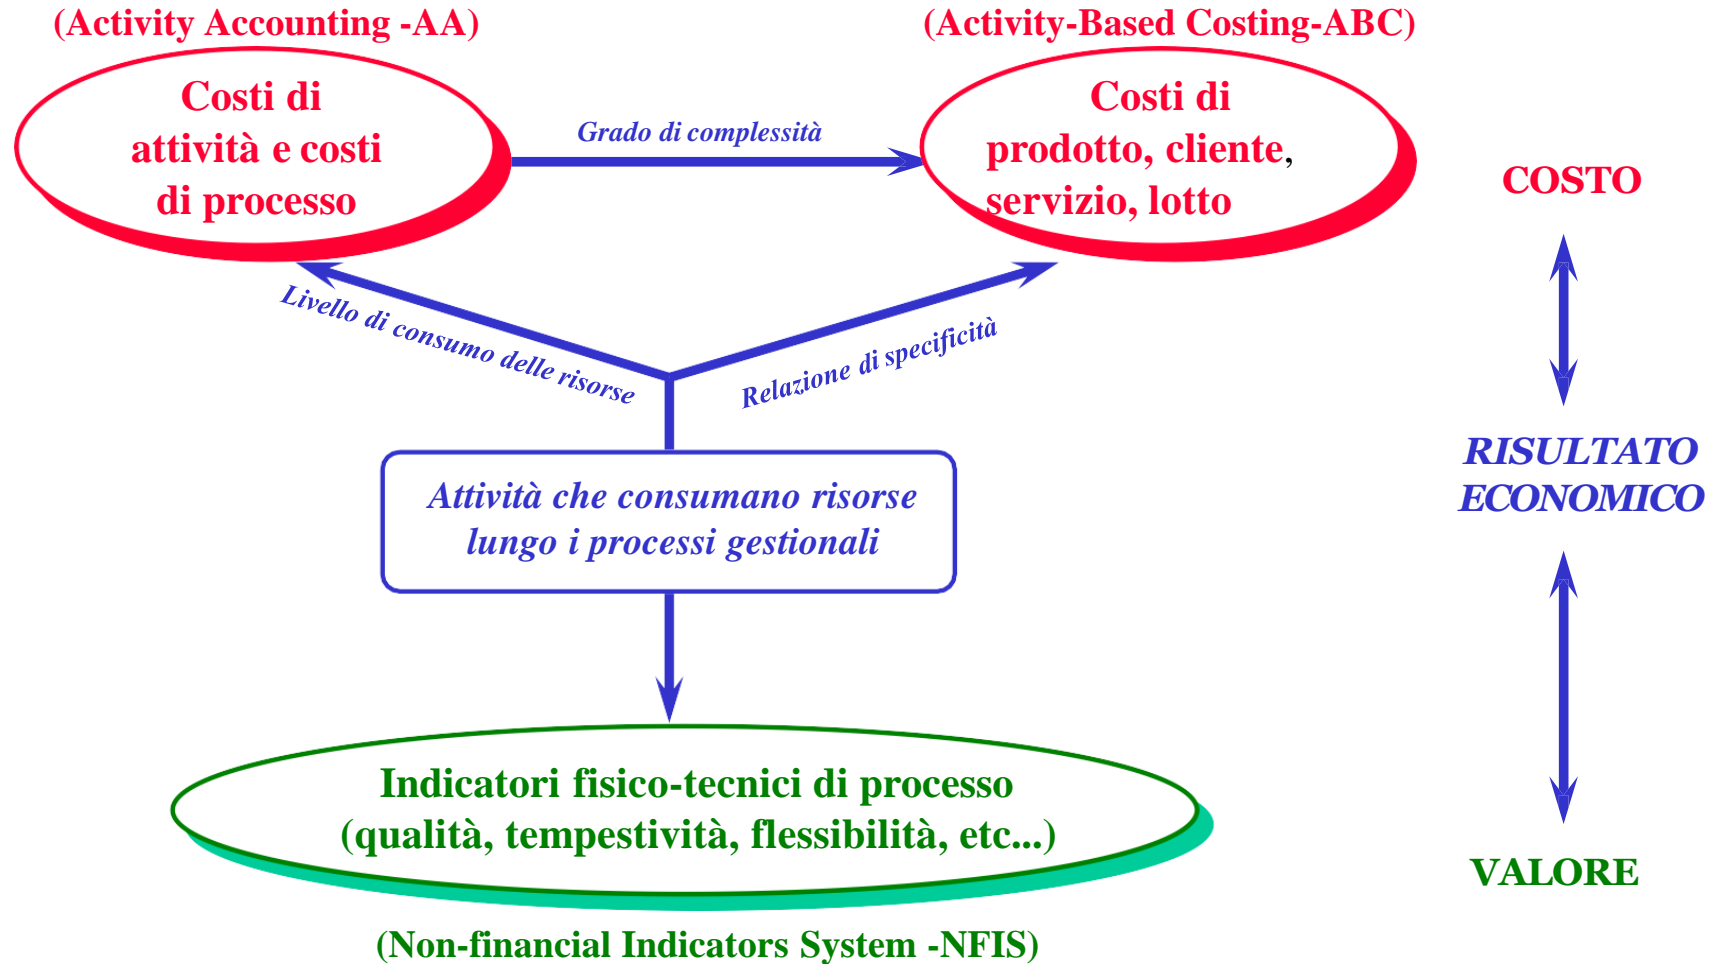 (Activity Accounting -AA)
(Activity-Based Costing-ABC)
Costi di
attività e costi
di processo
Grado di complessità
Costi di
prodotto, cliente,
servizio, lotto
COSTO
Livello di consumo delle risorse
Relazione di specificità
RISULTATO
ECONOMICO
Attività che consumano risorse
lungo i processi gestionali
Indicatori fisico-tecnici di processo
(qualità, tempestività, flessibilità, etc...)
VALORE
(Non-financial Indicators System -NFIS)